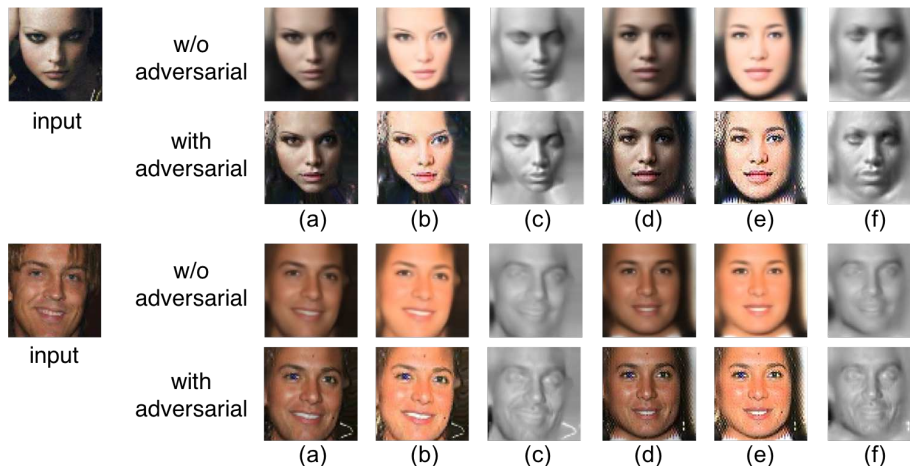 w/o
adversarial
input
with
adversarial
(a) (b) (c) (d) (e) (f)
w/o
adversarial
input
with
adversarial
(a) (b) (c) (d) (e) (f)